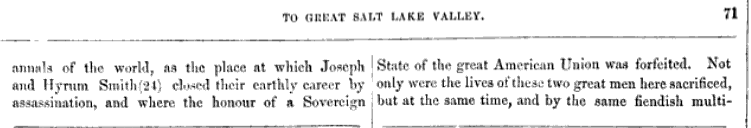 TO GREAT SALT LAKE VALLEY. 71
annals of the world, as the place at which Joseph
and Hyrum Smith(24) closed their earthly career by
assassination, and where the honour of a Sovereign
State of the great American Union was forfeited. Not
only were the lives of these two great men here sacrificed,
but at the same time, and by the same fiendish multi-